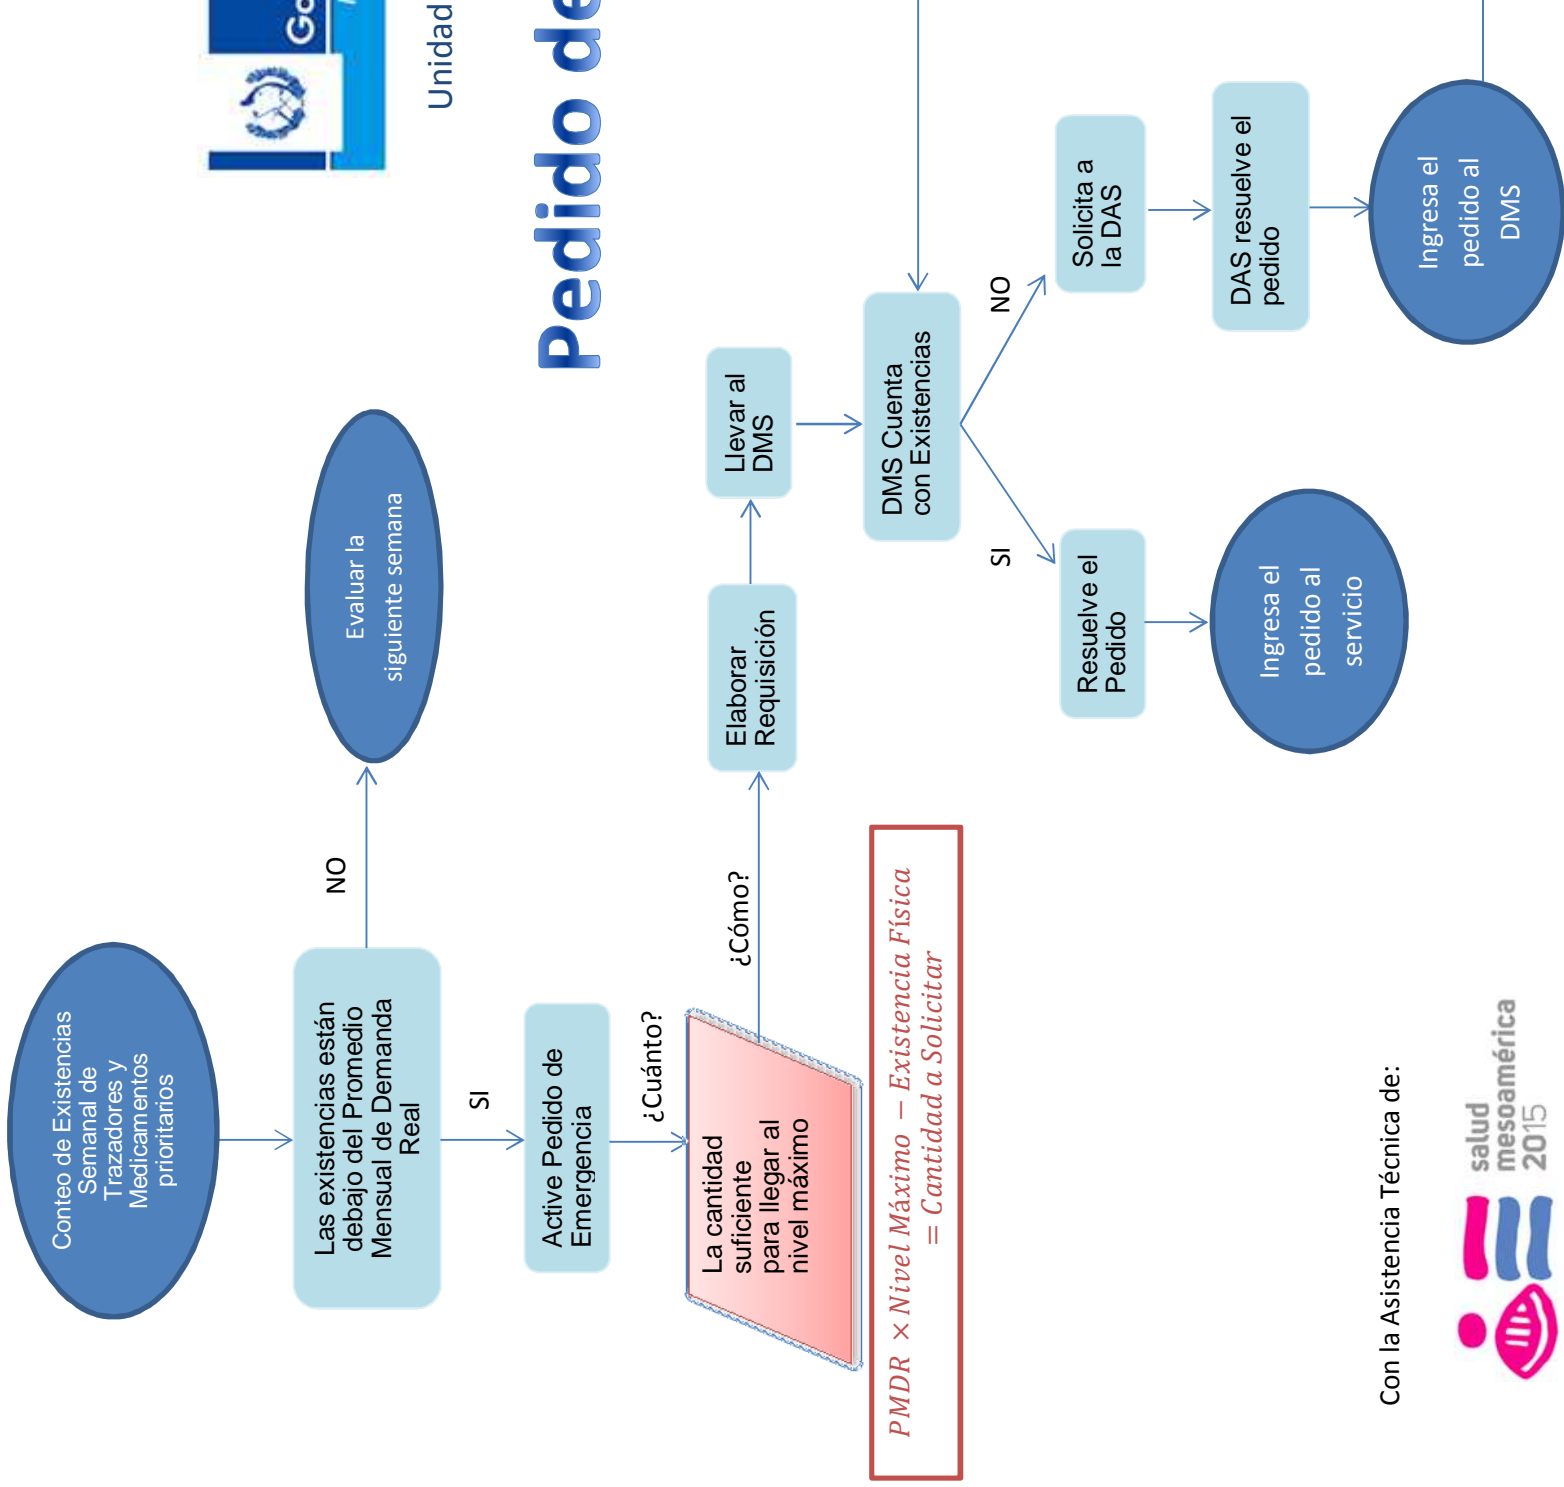 Go
Unidad
Pedido de
Conteo de Existencias
Semanal de
Trazadores y
Medicamentos
prioritarios
Las existencias están
debajo del Promedio
Mensual de Demanda
Real
NO
Evaluar la
siguiente semana
SI
Active Pedido de
Emergencia
¿Cuánto?
La cantidad
suficiente
para llegar al
nivel máximo
PMDR × Nivel Máximo − Existencia Física
= Cantidad a Solicitar
¿Cómo?
Elaborar
Requisición
Llevar al
DMS
DMS Cuenta
con Existencias
SI
NO
Resuelve el
Pedido
Ingresa el
pedido al
servicio
Solicita a
la DAS
DAS resuelve el
pedido
Ingresa el
pedido al
DMS
Con la Asistencia Técnica de:
salud
mesoamérica
2015